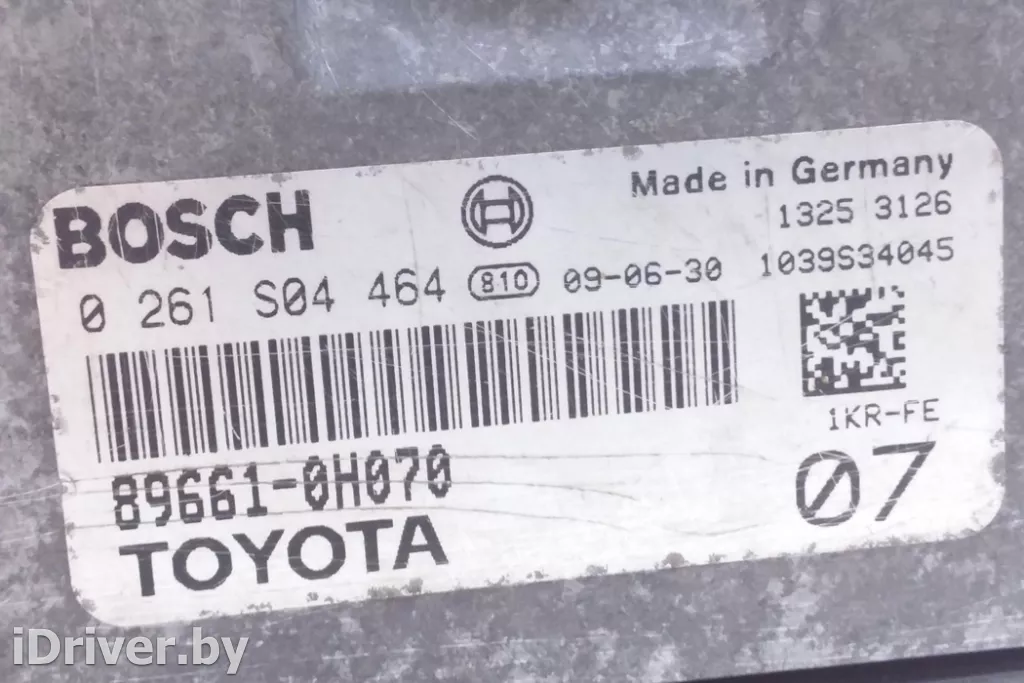 BOSCH
Made in Germany
1325 3126
0 261 S04 464 810 09-06-30 1039S34045
1KR-FE
89661-0H070
07
TOYOTA
iDriver.by